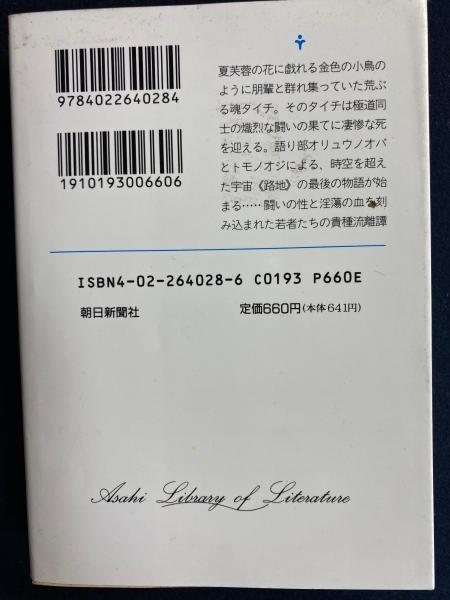 9784022640284
1910193006606
夏芙蓉の花に戯れる金色の小鳥の
ように朋輩と群れ集っていた荒ぶ
る魂タイチ。そのタイチは極道同
士の熾烈な闘いの果てに凄惨な死
を迎える。語り部オリュウノオバ
とトモノオジによる、時空を超え
た宇宙《路地》の最後の物語が始
まる……闘いの性と淫蕩の血を刻
み込まれた若者たちの貴種流離譚
ISBN4-02-264028-6 C0193 P660E
朝日新聞社 定価660円(本体641円)
Asahi Library of Literature